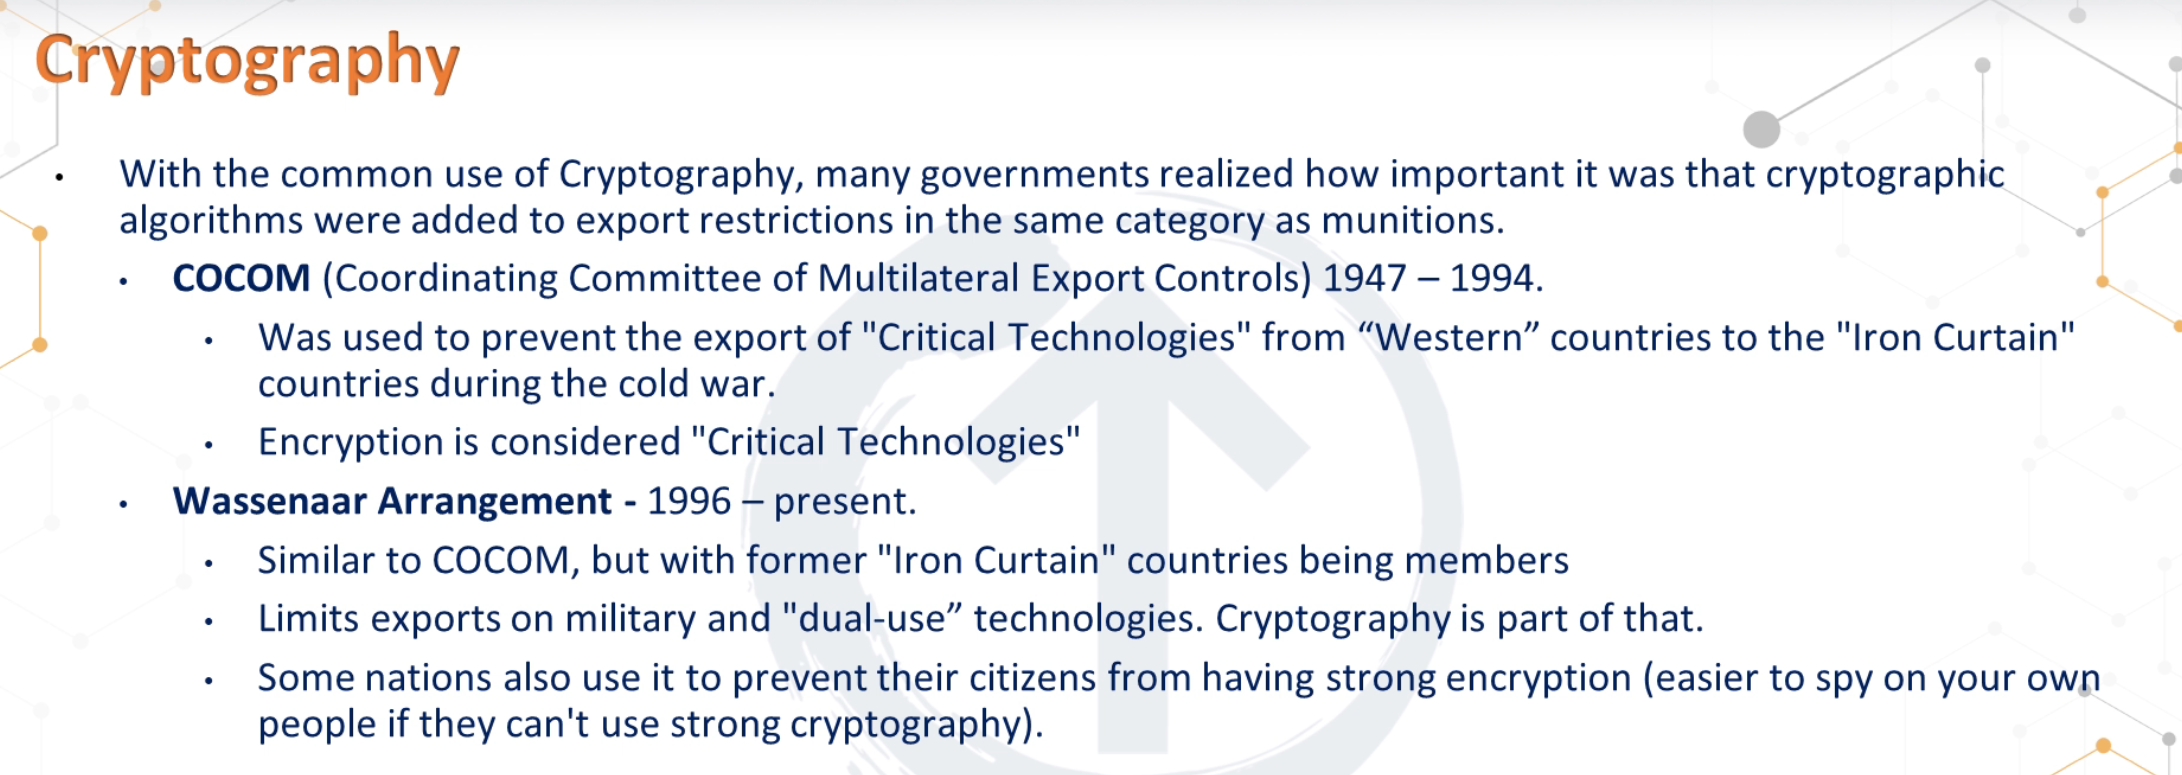 Cryptography
• With the common use of Cryptography, many governments realized how important it was that cryptographic
algorithms were added to export restrictions in the same category as munitions.
• COCOM (Coordinating Committee of Multilateral Export Controls) 1947 – 1994.
• Was used to prevent the export of "Critical Technologies" from “Western” countries to the "Iron Curtain"
countries during the cold war.
• Encryption is considered "Critical Technologies"
• Wassenaar Arrangement - 1996 – present.
• Similar to COCOM, but with former "Iron Curtain" countries being members
• Limits exports on military and "dual-use” technologies. Cryptography is part of that.
• Some nations also use it to prevent their citizens from having strong encryption (easier to spy on your own
people if they can't use strong cryptography).